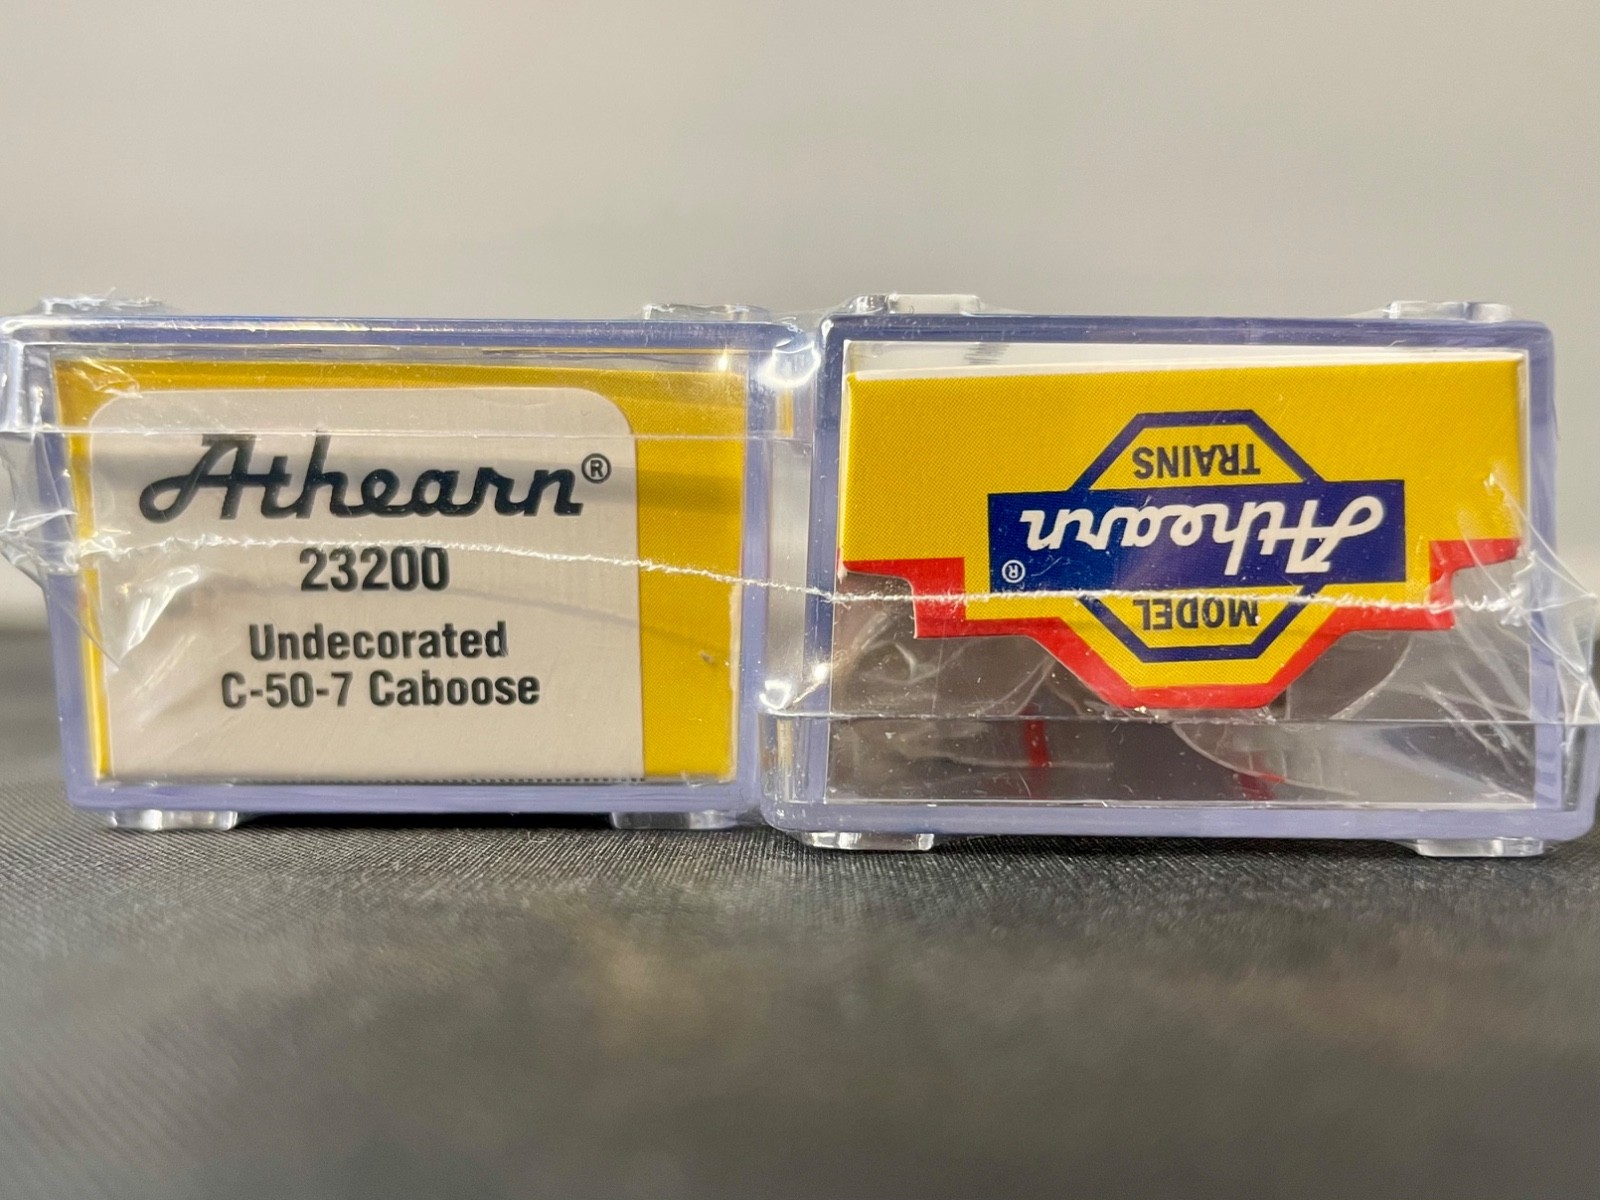 Athearn®
23200
Undecorated
C-50-7 Caboose
MODEL
Athearn®
TRAINS